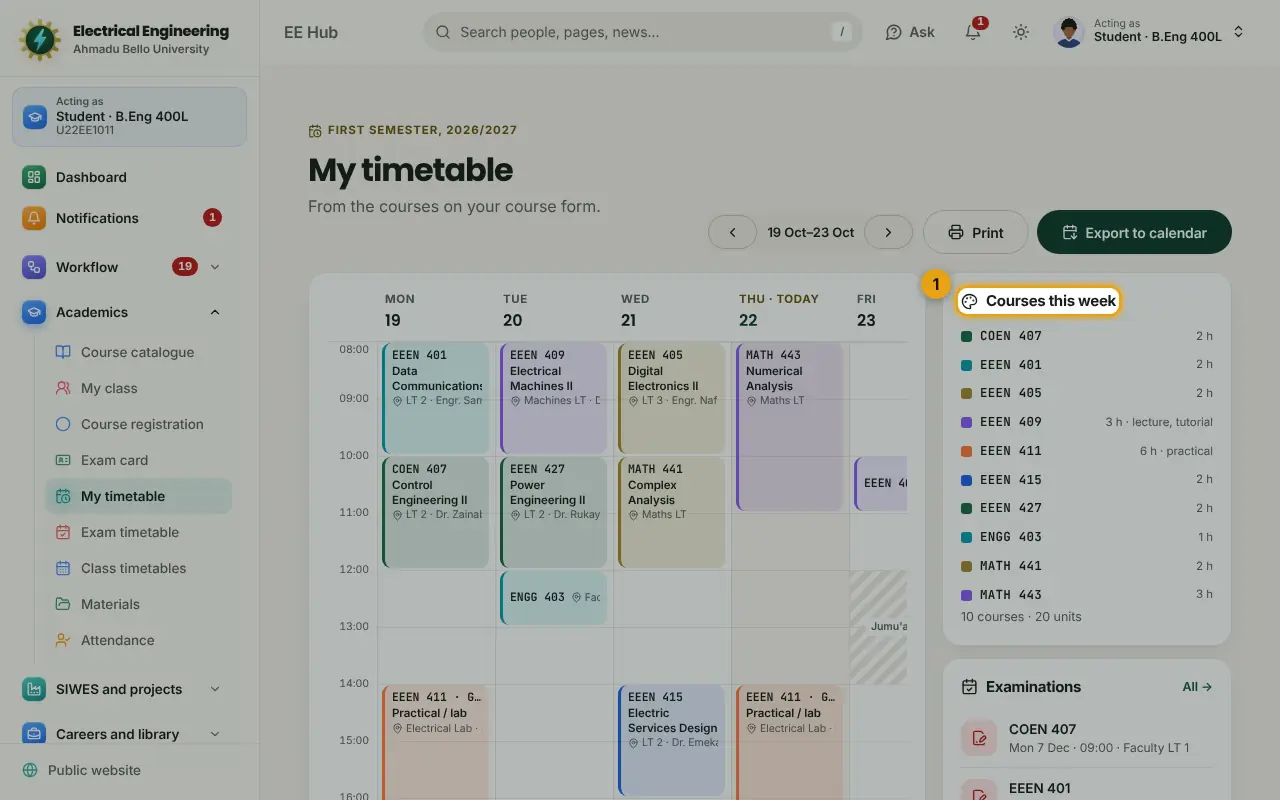 Electrical Engineering
Ahmadu Bello University
EE Hub
Search people, pages, news...
/
Ask
1
Acting as
Student · B.Eng 400L
Acting as
Student · B.Eng 400L
U22EE1011
Dashboard
Notifications
1
Workflow
19
Academics
Course catalogue
My class
Course registration
Exam card
My timetable
Exam timetable
Class timetables
Materials
Attendance
SIWES and projects
Careers and library
Public website
FIRST SEMESTER, 2026/2027
My timetable
From the courses on your course form.
19 Oct–23 Oct
Print
Export to calendar
MON
19
TUE
20
WED
21
THU · TODAY
22
FRI
23
08:00
09:00
10:00
11:00
12:00
13:00
14:00
15:00
16:00
EEEN 401
Data
Communications
LT 2 · Engr. San
EEEN 409
Electrical
Machines II
Machines LT · D
EEEN 405
Digital
Electronics II
LT 3 · Engr. Naf
MATH 443
Numerical
Analysis
Maths LT
COEN 407
Control
Engineering II
LT 2 · Dr. Zainab
EEEN 427
Power
Engineering II
LT 2 · Dr. Rukay
MATH 441
Complex
Analysis
Maths LT
EEEN 40
ENGG 403
Fac
Jumu'a
EEEN 411 · G…
Practical / lab
Electrical Lab ·
EEEN 415
Electric
Services Design
LT 2 · Dr. Emeka
EEEN 411 · G…
Practical / lab
Electrical Lab ·
1
Courses this week
COEN 407 2 h
EEEN 401 2 h
EEEN 405 2 h
EEEN 409 3 h · lecture, tutorial
EEEN 411 6 h · practical
EEEN 415 2 h
EEEN 427 2 h
ENGG 403 1 h
MATH 441 2 h
MATH 443 3 h
10 courses · 20 units
Examinations
All →
COEN 407
Mon 7 Dec · 09:00 · Faculty LT 1
EEEN 401